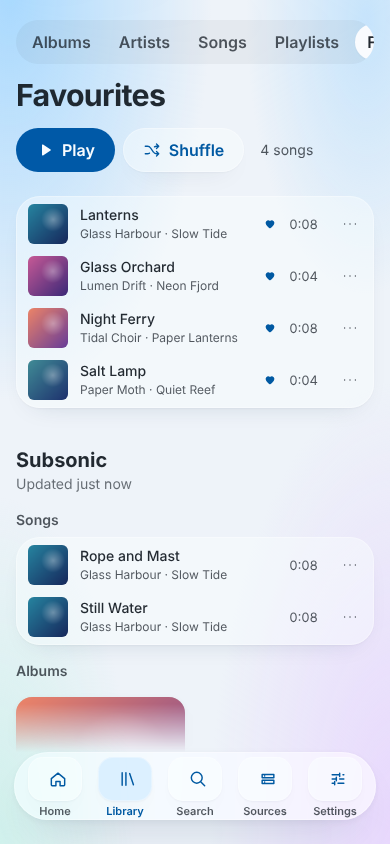 Albums
Artists
Songs
Playlists
Favourites
Play
Shuffle
4 songs
Lanterns
Glass Harbour · Slow Tide
0:08
Glass Orchard
Lumen Drift · Neon Fjord
0:04
Night Ferry
Tidal Choir · Paper Lanterns
0:08
Salt Lamp
Paper Moth · Quiet Reef
0:04
Subsonic
Updated just now
Songs
Rope and Mast
Glass Harbour · Slow Tide
0:08
Still Water
Glass Harbour · Slow Tide
0:08
Albums
Home
Library
Search
Sources
Settings